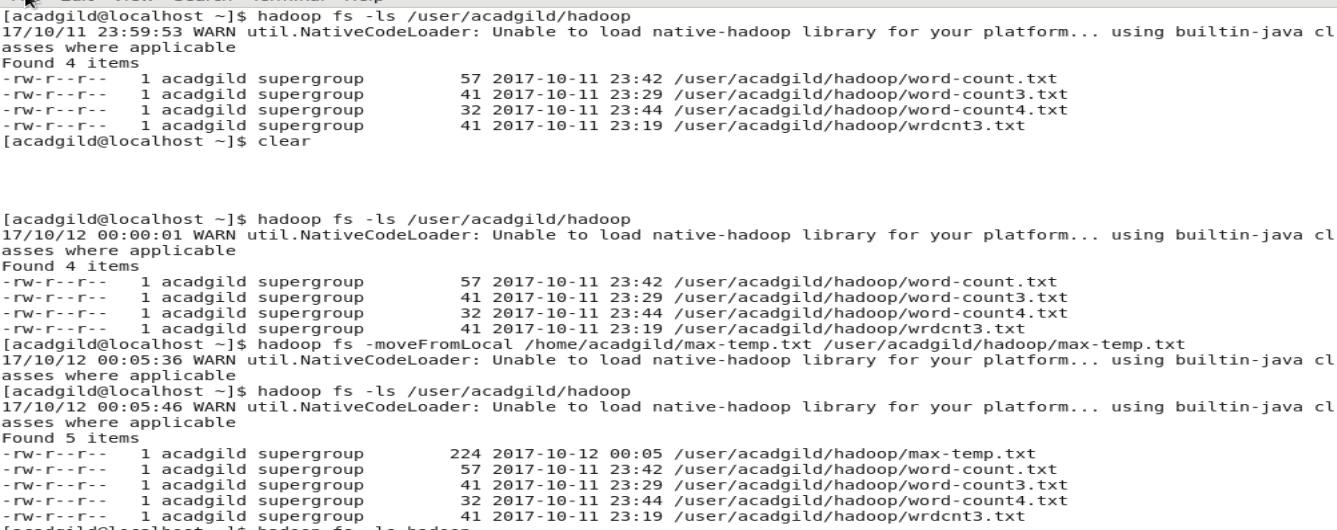 [acadgild@localhost ~]$ hadoop fs -ls /user/acadgild/hadoop
17/10/11 23:59:53 WARN util.NativeCodeLoader: Unable to load native-hadoop library for your platform... using builtin-java cl
asses where applicable
Found 4 items
-rw-r--r--   1 acadgild supergroup         57 2017-10-11 23:42 /user/acadgild/hadoop/word-count.txt
-rw-r--r--   1 acadgild supergroup         41 2017-10-11 23:29 /user/acadgild/hadoop/word-count3.txt
-rw-r--r--   1 acadgild supergroup         32 2017-10-11 23:44 /user/acadgild/hadoop/word-count4.txt
-rw-r--r--   1 acadgild supergroup         41 2017-10-11 23:19 /user/acadgild/hadoop/wrdcnt3.txt
[acadgild@localhost ~]$ clear
[acadgild@localhost ~]$ hadoop fs -ls /user/acadgild/hadoop
17/10/12 00:00:01 WARN util.NativeCodeLoader: Unable to load native-hadoop library for your platform... using builtin-java cl
asses where applicable
Found 4 items
-rw-r--r--   1 acadgild supergroup         57 2017-10-11 23:42 /user/acadgild/hadoop/word-count.txt
-rw-r--r--   1 acadgild supergroup         41 2017-10-11 23:29 /user/acadgild/hadoop/word-count3.txt
-rw-r--r--   1 acadgild supergroup         32 2017-10-11 23:44 /user/acadgild/hadoop/word-count4.txt
-rw-r--r--   1 acadgild supergroup         41 2017-10-11 23:19 /user/acadgild/hadoop/wrdcnt3.txt
[acadgild@localhost ~]$ hadoop fs -moveFromLocal /home/acadgild/max-temp.txt /user/acadgild/hadoop/max-temp.txt
17/10/12 00:05:36 WARN util.NativeCodeLoader: Unable to load native-hadoop library for your platform... using builtin-java cl
asses where applicable
[acadgild@localhost ~]$ hadoop fs -ls /user/acadgild/hadoop
17/10/12 00:05:46 WARN util.NativeCodeLoader: Unable to load native-hadoop library for your platform... using builtin-java cl
asses where applicable
Found 5 items
-rw-r--r--   1 acadgild supergroup        224 2017-10-12 00:05 /user/acadgild/hadoop/max-temp.txt
-rw-r--r--   1 acadgild supergroup         57 2017-10-11 23:42 /user/acadgild/hadoop/word-count.txt
-rw-r--r--   1 acadgild supergroup         41 2017-10-11 23:29 /user/acadgild/hadoop/word-count3.txt
-rw-r--r--   1 acadgild supergroup         32 2017-10-11 23:44 /user/acadgild/hadoop/word-count4.txt
-rw-r--r--   1 acadgild supergroup         41 2017-10-11 23:19 /user/acadgild/hadoop/wrdcnt3.txt